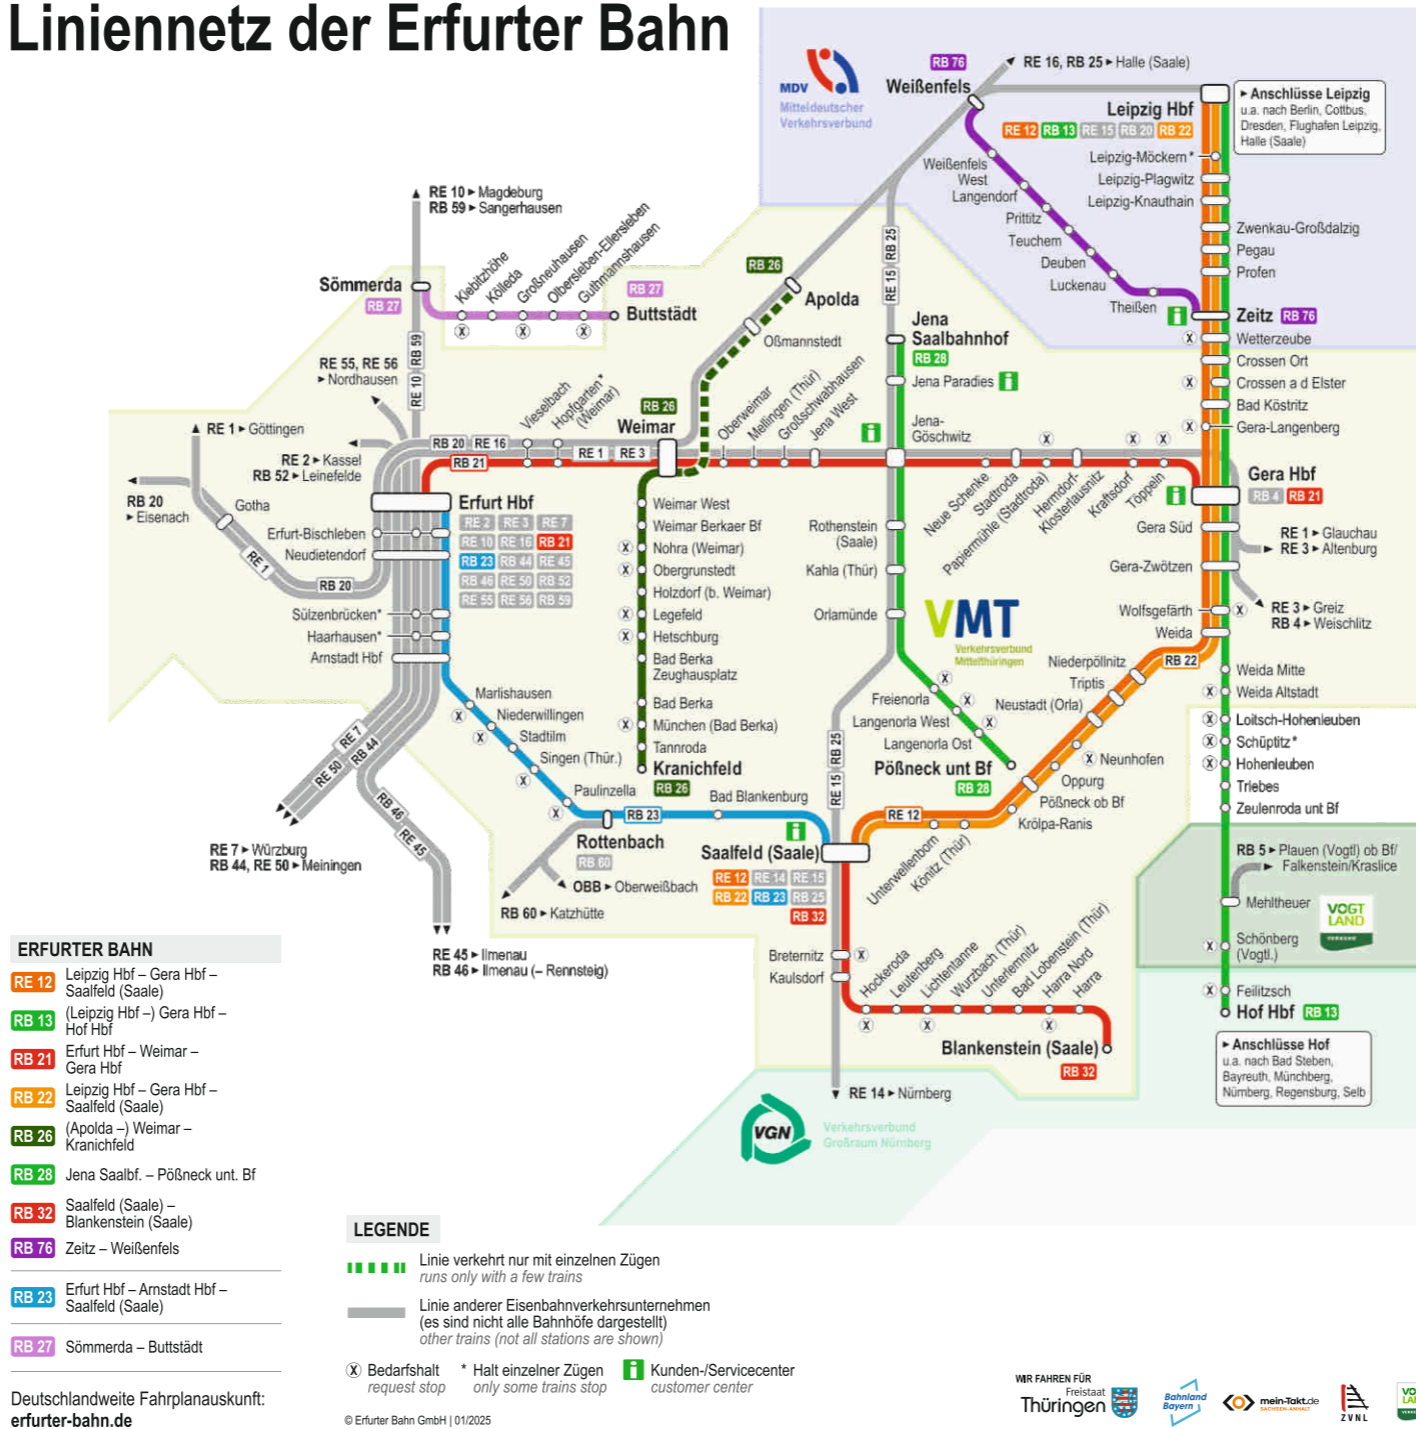 Liniennetz der Erfurter Bahn
MDV
Mitteldeutscher
Verkehrsverbund
RB 76
Weißenfels
RE 16, RB 25 ▸ Halle (Saale)
Leipzig Hbf
RE 12 RB 13 RE 15 RB 20 RB 22
▸ Anschlüsse Leipzig
u.a. nach Berlin, Cottbus,
Dresden, Flughafen Leipzig,
Halle (Saale)
Leipzig-Möckern*
Leipzig-Plagwitz
Leipzig-Knauthain
Zwenkau-Großdalzig
Pegau
Profen
Zeitz RB 76
Wetterzeube
Crossen Ort
Crossen a d Elster
Bad Köstritz
Gera-Langenberg
Weißenfels
West
Langendorf
Prittitz
Teuchern
Deuben
Luckenau
Theißen
RE 10 ▸ Magdeburg
RB 59 ▸ Sangerhausen
Sömmerda
RB 27
Kiebitzhöhe
Kölleda
Großneuhausen
Olbersleben-Ellersleben
Guthmannshausen
RB 27
Buttstädt
RE 10 RB 59
RE 15 RB 25
RB 26
Apolda
Oßmannstedt
Jena
Saalbahnhof
RB 28
Jena Paradies
Jena-
Göschwitz
RE 55, RE 56
▸ Nordhausen
RE 1 ▸ Göttingen
RE 2 ▸ Kassel
RB 52 ▸ Leinefelde
RB 20
▸ Eisenach
Gotha
RE 1
RB 20
RB 20 RE 16
RB 21
RE 1 RE 3
Vieselbach
Hopfgarten*
(Weimar)
RB 26
Weimar
Oberweimar
Mellingen (Thür)
Großschwabhausen
Jena West
Neue Schenke
Stadtroda
Papiermühle (Stadtroda)
Hermdorf-
Klosterlausnitz
Kraftsdorf
Töppeln
Gera Hbf
RB 4 RB 21
Erfurt Hbf
RE 2 RE 3 RE 7
RE 10 RE 16 RB 21
RB 23 RB 44 RE 45
RB 46 RE 50 RB 52
RE 55 RE 56 RB 59
Erfurt-Bischleben
Neudietendorf
Sülzenbrücken*
Haarhausen*
Arnstadt Hbf
Weimar West
Weimar Berkaer Bf
Nohra (Weimar)
Obergrunstedt
Holzdorf (b. Weimar)
Legefeld
Hetschburg
Bad Berka
Zeughausplatz
Bad Berka
München (Bad Berka)
Tannroda
Kranichfeld
RB 26
Rothenstein
(Saale)
Kahla (Thür)
Orlamünde
VMT
Verkehrsverbund
Mittelthüringen
Freienorla
Langenorla West
Langenorla Ost
Pößneck unt Bf
RB 28
Gera Süd
Gera-Zwötzen
Wolfsgefärth
Weida
RE 1 ▸ Glauchau
RE 3 ▸ Altenburg
RE 3 ▸ Greiz
RB 4 ▸ Weischlitz
RB 22
Niederpöllnitz
Triptis
Neustadt (Orla)
Neunhofen
Oppurg
Pößneck ob Bf
Krölpa-Ranis
Könitz (Thür)
Unterwellenborn
RE 12
Weida Mitte
Weida Altstadt
Loitsch-Hohenleuben
Schüptitz*
Hohenleuben
Triebes
Zeulenroda unt Bf
RB 5 ▸ Plauen (Vogtl) ob Bf/
▸ Falkenstein/Kraslice
Mehltheuer
VOGT
LAND
VERKEHR
Schönberg
(Vogtl.)
Feilitzsch
Hof Hbf RB 13
▸ Anschlüsse Hof
u.a. nach Bad Steben,
Bayreuth, Münchberg,
Nürnberg, Regensburg, Selb
Marlishausen
Niederwillingen
Stadtilm
Singen (Thür.)
Paulinzella
RB 23
Bad Blankenburg
Rottenbach
RB 60
OBB ▸ Oberweißbach
RB 60 ▸ Katzhütte
RE 15 RB 25
Saalfeld (Saale)
RE 12 RE 14 RE 15
RB 22 RB 23 RB 25
RB 32
RE 7
RE 50
RB 44
RB 46
RE 45
RE 7 ▸ Würzburg
RB 44, RE 50 ▸ Meiningen
RE 45 ▸ Ilmenau
RB 46 ▸ Ilmenau (– Rennsteig)
Breternitz
Kaulsdorf
Hockeroda
Leutenberg
Lichtentanne
Wurzbach (Thür)
Unterlemnitz
Bad Lobenstein (Thür)
Harra Nord
Harra
Blankenstein (Saale)
RB 32
RE 14 ▸ Nürnberg
VGN
Verkehrsverbund
Großraum Nürnberg
ERFURTER BAHN
RE 12 Leipzig Hbf – Gera Hbf –
Saalfeld (Saale)
RB 13 (Leipzig Hbf –) Gera Hbf –
Hof Hbf
RB 21 Erfurt Hbf – Weimar –
Gera Hbf
RB 22 Leipzig Hbf – Gera Hbf –
Saalfeld (Saale)
RB 26 (Apolda –) Weimar –
Kranichfeld
RB 28 Jena Saalbf. – Pößneck unt. Bf
RB 32 Saalfeld (Saale) –
Blankenstein (Saale)
RB 76 Zeitz – Weißenfels
RB 23 Erfurt Hbf – Arnstadt Hbf –
Saalfeld (Saale)
RB 27 Sömmerda – Buttstädt
Deutschlandweite Fahrplanauskunft:
erfurter-bahn.de
LEGENDE
Linie verkehrt nur mit einzelnen Zügen
runs only with a few trains
Linie anderer Eisenbahnverkehrsunternehmen
(es sind nicht alle Bahnhöfe dargestellt)
other trains (not all stations are shown)
Bedarfshalt
request stop
* Halt einzelner Zügen
only some trains stop
Kunden-/Servicecenter
customer center
© Erfurter Bahn GmbH | 01/2025
WIR FAHREN FÜR
Freistaat
Thüringen
Bahnland
Bayern
mein-Takt.de
SACHSEN-ANHALT
ZVNL